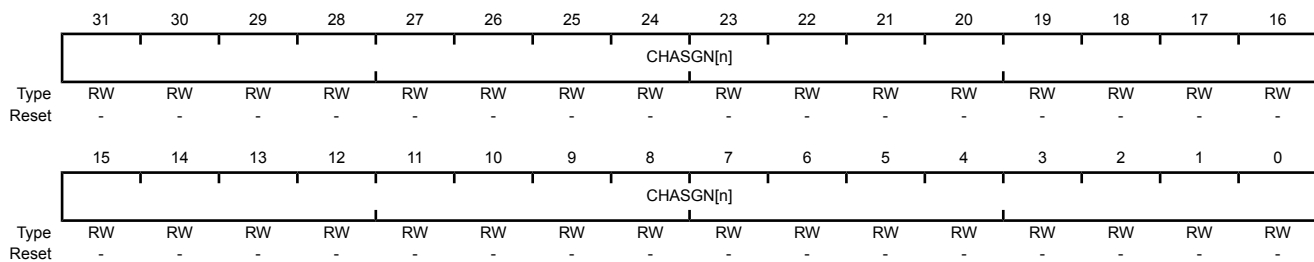 31 30 29 28 27 26 25 24 23 22 21 20 19 18 17 16
CHASGN[n]
Type RW RW RW RW RW RW RW RW RW RW RW RW RW RW RW RW
Reset - - - - - - - - - - - - - - - -
15 14 13 12 11 10 9 8 7 6 5 4 3 2 1 0
CHASGN[n]
Type RW RW RW RW RW RW RW RW RW RW RW RW RW RW RW RW
Reset - - - - - - - - - - - - - - - -